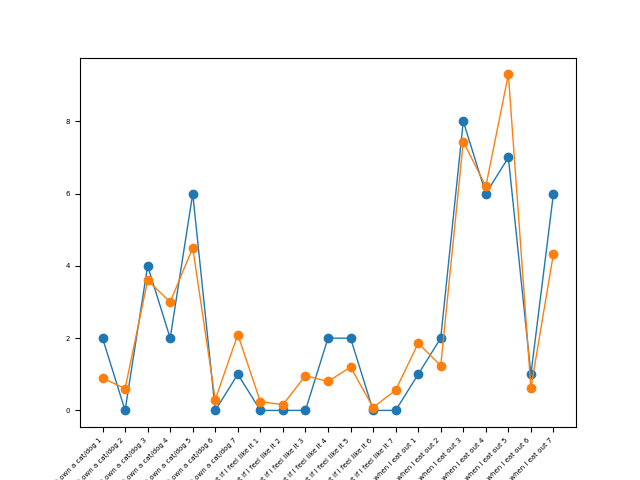 8
6
4
2
0
own a cat/dog 1
own a cat/dog 2
own a cat/dog 3
own a cat/dog 4
own a cat/dog 5
own a cat/dog 6
own a cat/dog 7
if I feel like it 1
if I feel like it 2
if I feel like it 3
if I feel like it 4
if I feel like it 5
if I feel like it 6
if I feel like it 7
when I eat out 1
when I eat out 2
when I eat out 3
when I eat out 4
when I eat out 5
when I eat out 6
when I eat out 7